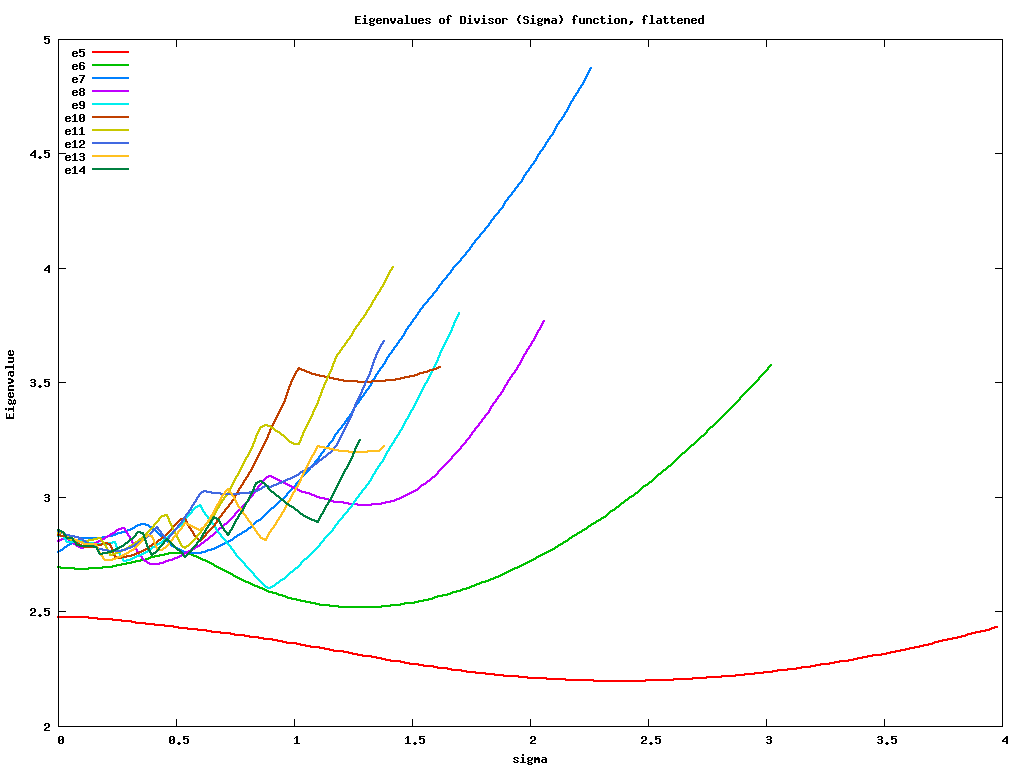 Eigenvalues of Divisor (Sigma) function, flattened
5
4.5
4
3.5
3
2.5
2
Eigenvalue
e5
e6
e7
e8
e9
e10
e11
e12
e13
e14
0 0.5 1 1.5 2 2.5 3 3.5 4
sigma